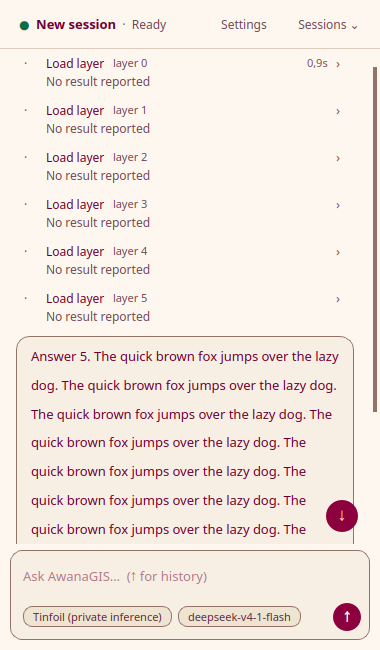 New session · Ready Settings Sessions
Load layer layer 0 0,9s
No result reported
Load layer layer 1
No result reported
Load layer layer 2
No result reported
Load layer layer 3
No result reported
Load layer layer 4
No result reported
Load layer layer 5
No result reported
Answer 5. The quick brown fox jumps over the lazy
dog. The quick brown fox jumps over the lazy dog.
The quick brown fox jumps over the lazy dog. The
quick brown fox jumps over the lazy dog. The
quick brown fox jumps over the lazy dog. The
quick brown fox jumps over the lazy dog. The
quick brown fox jumps over the lazy dog. The
Ask AwanaGIS... (↑ for history)
Tinfoil (private inference) deepseek-v4-1-flash